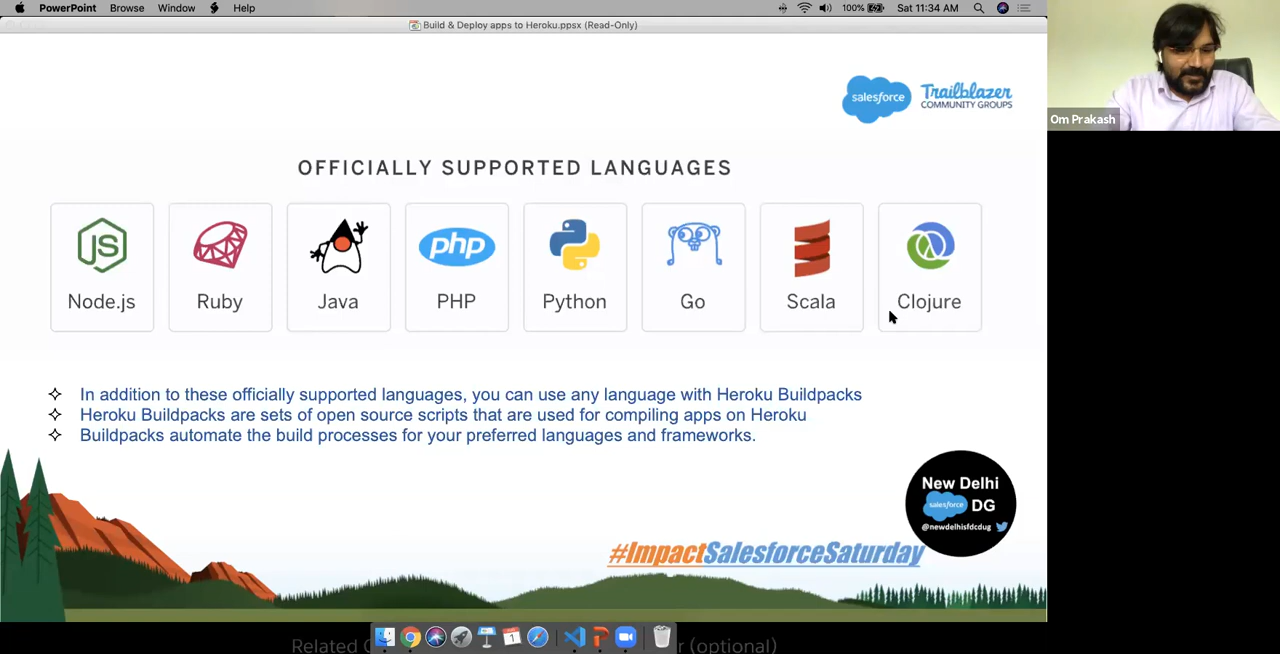 PowerPoint Browse Window Help 100% Sat 11:34 AM
Build & Deploy apps to Heroku.ppsx (Read-Only)
Om Prakash
salesforce Trailblazer
COMMUNITY GROUPS
OFFICIALLY SUPPORTED LANGUAGES
JS php
Node.js Ruby Java PHP Python Go Scala Clojure
In addition to these officially supported languages, you can use any language with Heroku Buildpacks
Heroku Buildpacks are sets of open source scripts that are used for compiling apps on Heroku
Buildpacks automate the build processes for your preferred languages and frameworks.
New Delhi
salesforce DG
@newdelhisfdcdug
#ImpactSalesforceSaturday
1
Related r (optional)